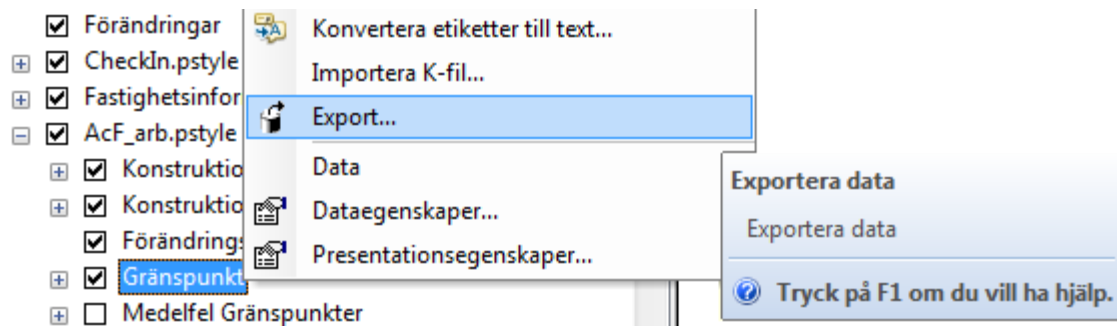 Förändringar
CheckIn.pstyle
Fastighetsinfor
AcF_arb.pstyle
Konstruktio
Konstruktio
Förändrings
Gränspunkt
Medelfel Gränspunkter
Konvertera etiketter till text...
Importera K-fil...
Export...
Data
Dataegenskaper...
Presentationsegenskaper...
Exportera data
Exportera data
Tryck på F1 om du vill ha hjälp.